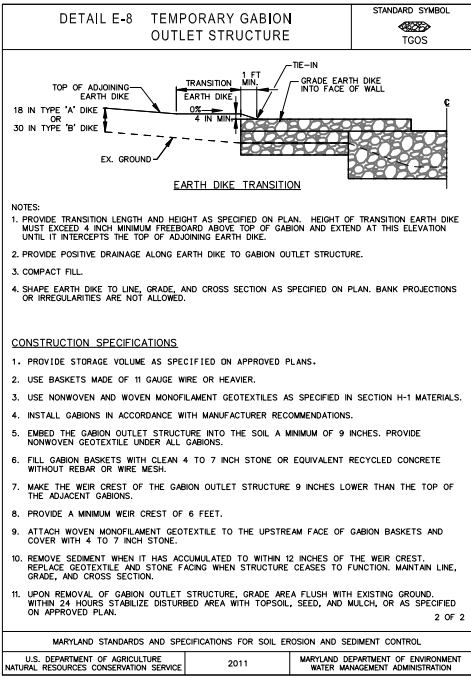 DETAIL E-8 TEMPORARY GABION
OUTLET STRUCTURE
STANDARD SYMBOL
TGOS
TOP OF ADJOINING
EARTH DIKE
TRANSITION
EARTH DIKE
1 FT
MIN.
TIE-IN
GRADE EARTH DIKE
INTO FACE OF WALL
18 IN TYPE 'A' DIKE
OR
30 IN TYPE 'B' DIKE
0%
4 IN MIN.
EX. GROUND
EARTH DIKE TRANSITION
NOTES:
1. PROVIDE TRANSITION LENGTH AND HEIGHT AS SPECIFIED ON PLAN. HEIGHT OF TRANSITION EARTH DIKE
MUST EXCEED 4 INCH MINIMUM FREEBOARD ABOVE TOP OF GABION AND EXTEND AT THIS ELEVATION
UNTIL IT INTERCEPTS THE TOP OF ADJOINING EARTH DIKE.
2. PROVIDE POSITIVE DRAINAGE ALONG EARTH DIKE TO GABION OUTLET STRUCTURE.
3. COMPACT FILL.
4. SHAPE EARTH DIKE TO LINE, GRADE, AND CROSS SECTION AS SPECIFIED ON PLAN. BANK PROJECTIONS
OR IRREGULARITIES ARE NOT ALLOWED.
CONSTRUCTION SPECIFICATIONS
1. PROVIDE STORAGE VOLUME AS SPECIFIED ON APPROVED PLANS.
2. USE BASKETS MADE OF 11 GAUGE WIRE OR HEAVIER.
3. USE NONWOVEN AND WOVEN MONOFILAMENT GEOTEXTILES AS SPECIFIED IN SECTION H-1 MATERIALS.
4. INSTALL GABIONS IN ACCORDANCE WITH MANUFACTURER RECOMMENDATIONS.
5. EMBED THE GABION OUTLET STRUCTURE INTO THE SOIL A MINIMUM OF 9 INCHES. PROVIDE
NONWOVEN GEOTEXTILE UNDER ALL GABIONS.
6. FILL GABION BASKETS WITH CLEAN 4 TO 7 INCH STONE OR EQUIVALENT RECYCLED CONCRETE
WITHOUT REBAR OR WIRE MESH.
7. MAKE THE WEIR CREST OF THE GABION OUTLET STRUCTURE 9 INCHES LOWER THAN THE TOP OF
THE ADJACENT GABIONS.
8. PROVIDE A MINIMUM WEIR CREST OF 6 FEET.
9. ATTACH WOVEN MONOFILAMENT GEOTEXTILE TO THE UPSTREAM FACE OF GABION BASKETS AND
COVER WITH 4 TO 7 INCH STONE.
10. REMOVE SEDIMENT WHEN IT HAS ACCUMULATED TO WITHIN 12 INCHES OF THE WEIR CREST.
REPLACE GEOTEXTILE AND STONE FACING WHEN STRUCTURE CEASES TO FUNCTION. MAINTAIN LINE,
GRADE, AND CROSS SECTION.
11. UPON REMOVAL OF GABION OUTLET STRUCTURE, GRADE AREA FLUSH WITH EXISTING GROUND.
WITHIN 24 HOURS STABILIZE DISTURBED AREA WITH TOPSOIL, SEED, AND MULCH, OR AS SPECIFIED
ON APPROVED PLAN.
2 OF 2
MARYLAND STANDARDS AND SPECIFICATIONS FOR SOIL EROSION AND SEDIMENT CONTROL
U.S. DEPARTMENT OF AGRICULTURE
NATURAL RESOURCES CONSERVATION SERVICE
2011
MARYLAND DEPARTMENT OF ENVIRONMENT
WATER MANAGEMENT ADMINISTRATION